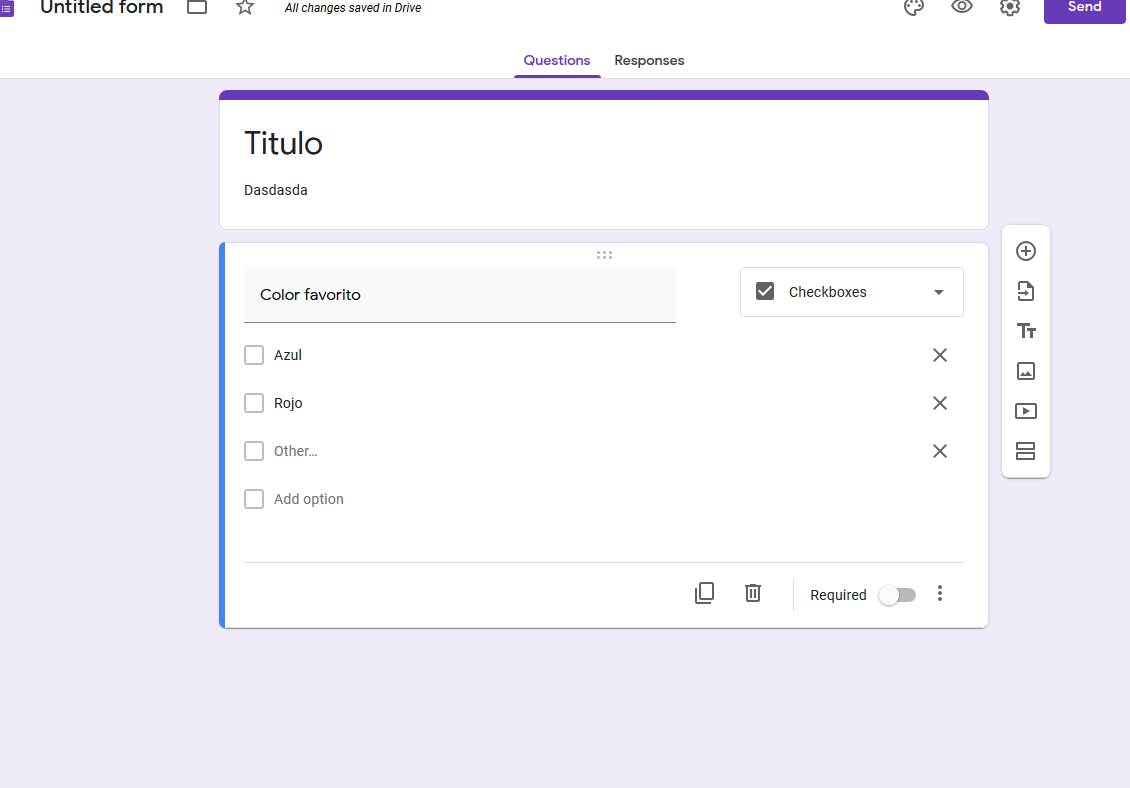 Untitled form
All changes saved in Drive
Send
Questions Responses
Titulo
Dasdasda
Color favorito
Checkboxes
Azul
Rojo
Other...
Add option
Required